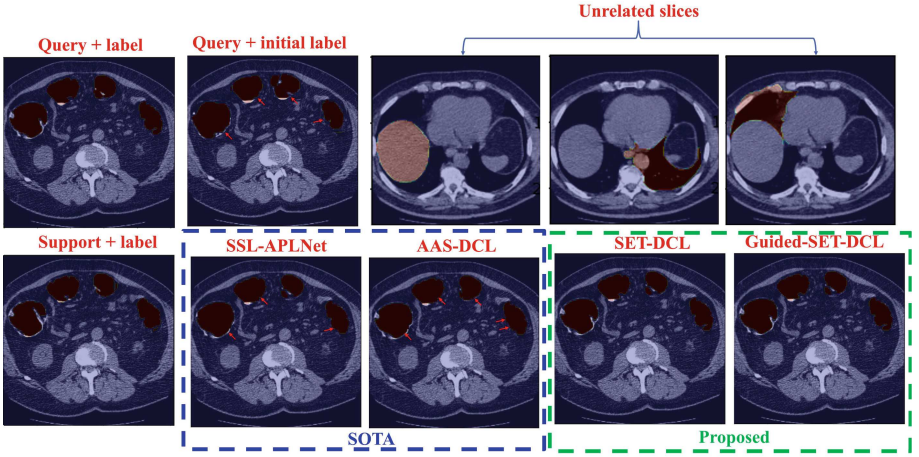 Unrelated slices
Query + label
Query + initial label
Support + label
SSL-APLNet
AAS-DCL
SET-DCL
Guided-SET-DCL
SOTA
Proposed